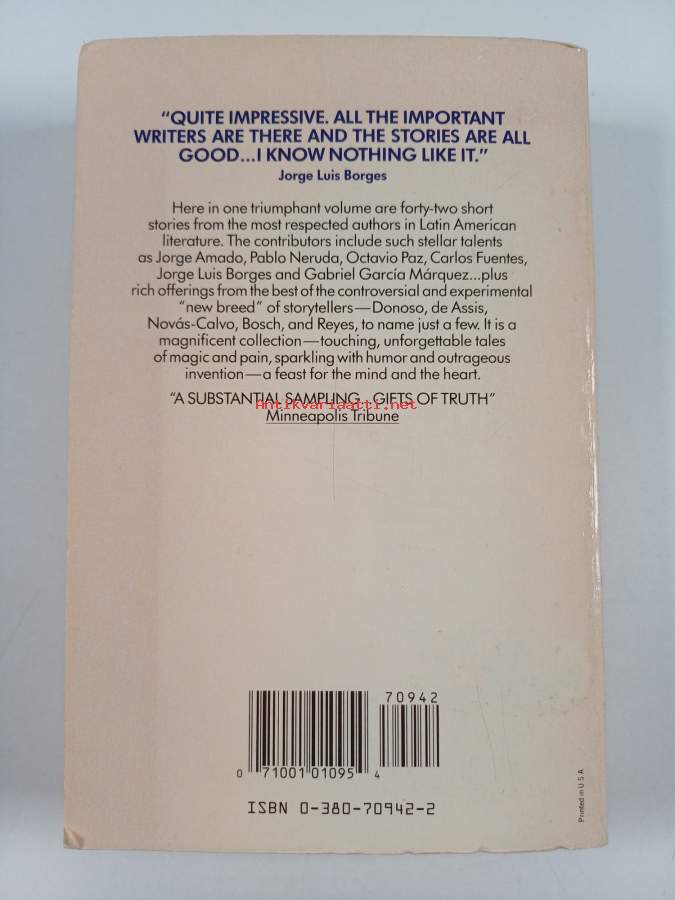 “QUITE IMPRESSIVE. ALL THE IMPORTANT
WRITERS ARE THERE AND THE STORIES ARE ALL
GOOD...I KNOW NOTHING LIKE IT.”
Jorge Luis Borges
Here in one triumphant volume are forty-two short
stories from the most respected authors in Latin American
literature. The contributors include such stellar talents
as Jorge Amado, Pablo Neruda, Octavio Paz, Carlos Fuentes,
Jorge Luis Borges and Gabriel García Márquez...plus
rich offerings from the best of the controversial and experimental
“new breed” of storytellers—Donoso, de Assis,
Novás-Calvo, Bosch, and Reyes, to name just a few. It is a
magnificent collection—touching, unforgettable tales
of magic and pain, sparkling with humor and outrageous
invention—a feast for the mind and the heart.
“A SUBSTANTIAL SAMPLING...GIFTS OF TRUTH”
Antikvariaatti.net
Minneapolis Tribune
70942
0 71001 01095 4
ISBN 0-380-70942-2
Printed in U.S.A.